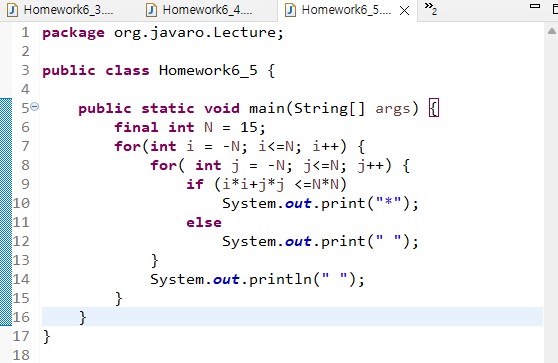 Homework6_3.... Homework6_4.... Homework6_5.... »2
1 package org.javaro.Lecture;
2
3 public class Homework6_5 {
4
5 public static void main(String[] args) {
6 final int N = 15;
7 for(int i = -N; i<=N; i++) {
8 for( int j = -N; j<=N; j++) {
9 if (i*i+j*j <=N*N)
10 System.out.print("*");
11 else
12 System.out.print(" ");
13 }
14 System.out.println(" ");
15 }
16 }
17 }
18